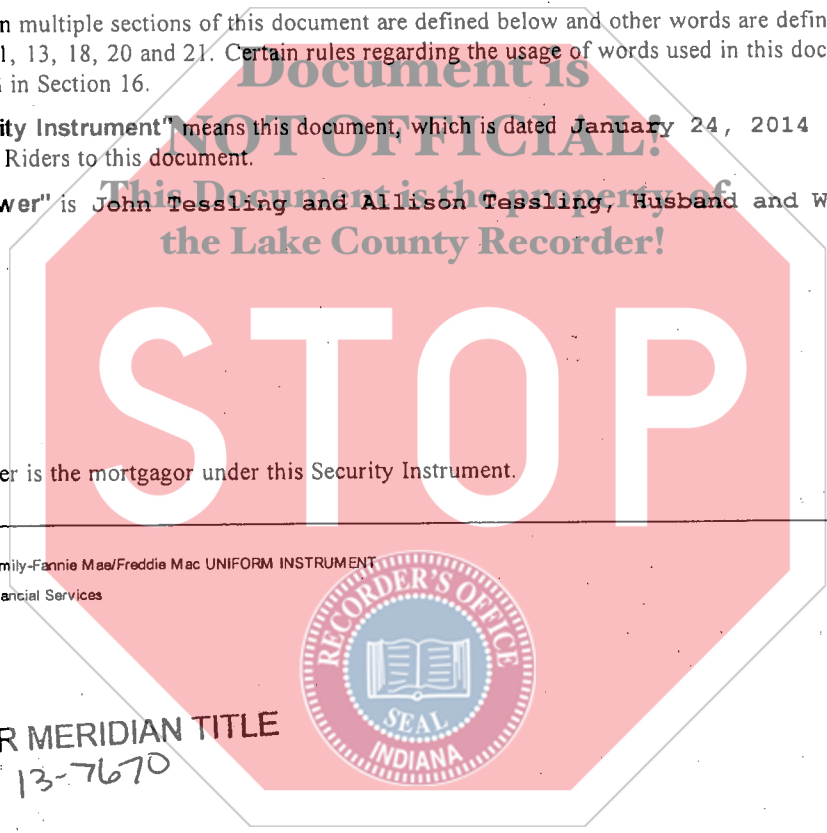 n multiple sections of this document are defined below and other words are defin
1, 13, 18, 20 and 21. Certain rules regarding the usage of words used in this doc
in Section 16.
Document is
NOT OFFICIAL!
ity Instrument" means this document, which is dated January 24, 2014
Riders to this document.
This Document is the property of
wer" is John Tessling and Allison Tessling, Husband and W
the Lake County Recorder!
STOP
er is the mortgagor under this Security Instrument.
mily-Fannie Mae/Freddie Mac UNIFORM INSTRUMENT
ancial Services
RECORDER'S OFFICE
SEAL
INDIANA
R MERIDIAN TITLE
13-7670